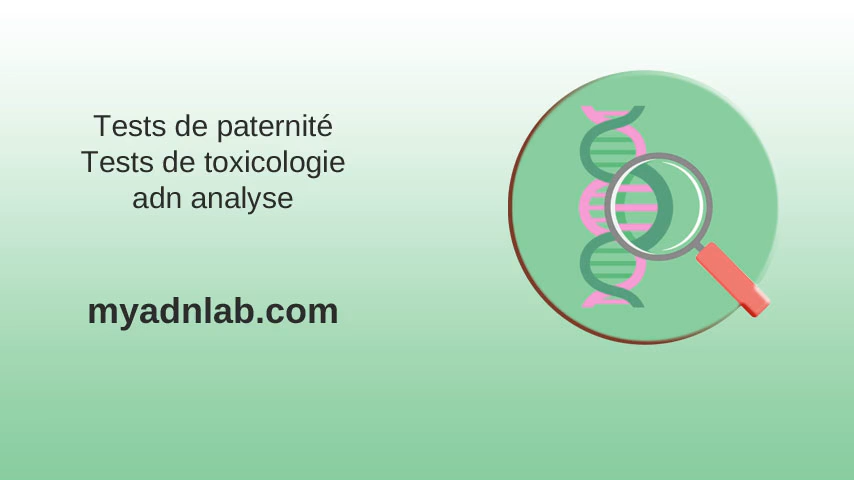 Tests de paternité
Tests de toxicologie
adn analyse
myadnlab.com